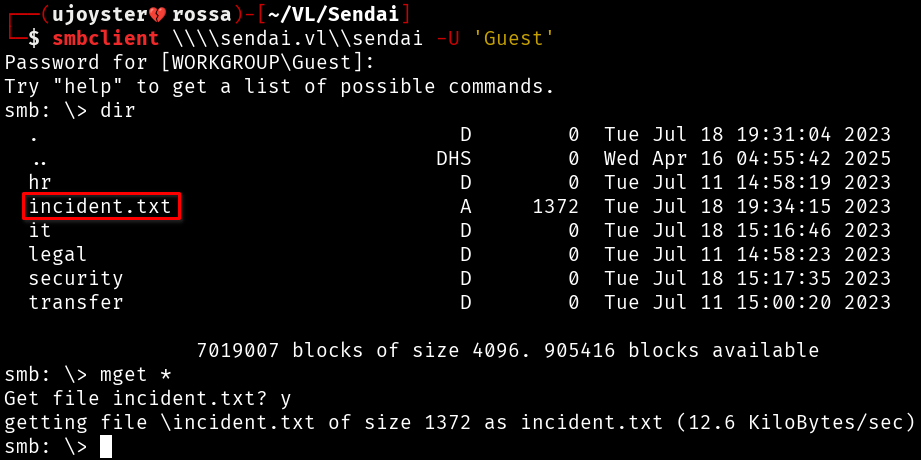 ┌──(ujoyster💔rossa)-[~/VL/Sendai]
└─$ smbclient \\\\sendai.vl\\sendai -U 'Guest'
Password for [WORKGROUP\Guest]:
Try "help" to get a list of possible commands.
smb: \> dir
  .                                   D        0  Tue Jul 18 19:31:04 2023
  ..                                DHS        0  Wed Apr 16 04:55:42 2025
  hr                                  D        0  Tue Jul 11 14:58:19 2023
  incident.txt                        A     1372  Tue Jul 18 19:34:15 2023
  it                                  D        0  Tue Jul 18 15:16:46 2023
  legal                               D        0  Tue Jul 11 14:58:23 2023
  security                            D        0  Tue Jul 18 15:17:35 2023
  transfer                            D        0  Tue Jul 11 15:00:20 2023
                7019007 blocks of size 4096. 905416 blocks available
smb: \> mget *
Get file incident.txt? y
getting file \incident.txt of size 1372 as incident.txt (12.6 KiloBytes/sec)
smb: \>